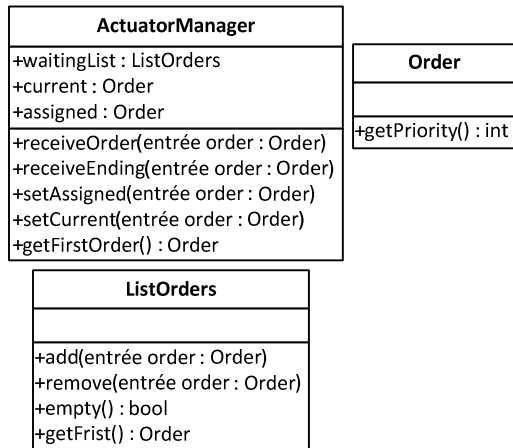 ActuatorManager
+waitingList : ListOrders
+current : Order
+assigned : Order
+receiveOrder(entrée order : Order)
+receiveEnding(entrée order : Order)
+setAssigned(entrée order : Order)
+setCurrent(entrée order : Order)
+getFirstOrder() : Order
Order
+getPriority() : int
ListOrders
+add(entrée order : Order)
+remove(entrée order : Order)
+empty() : bool
+getFrist() : Order